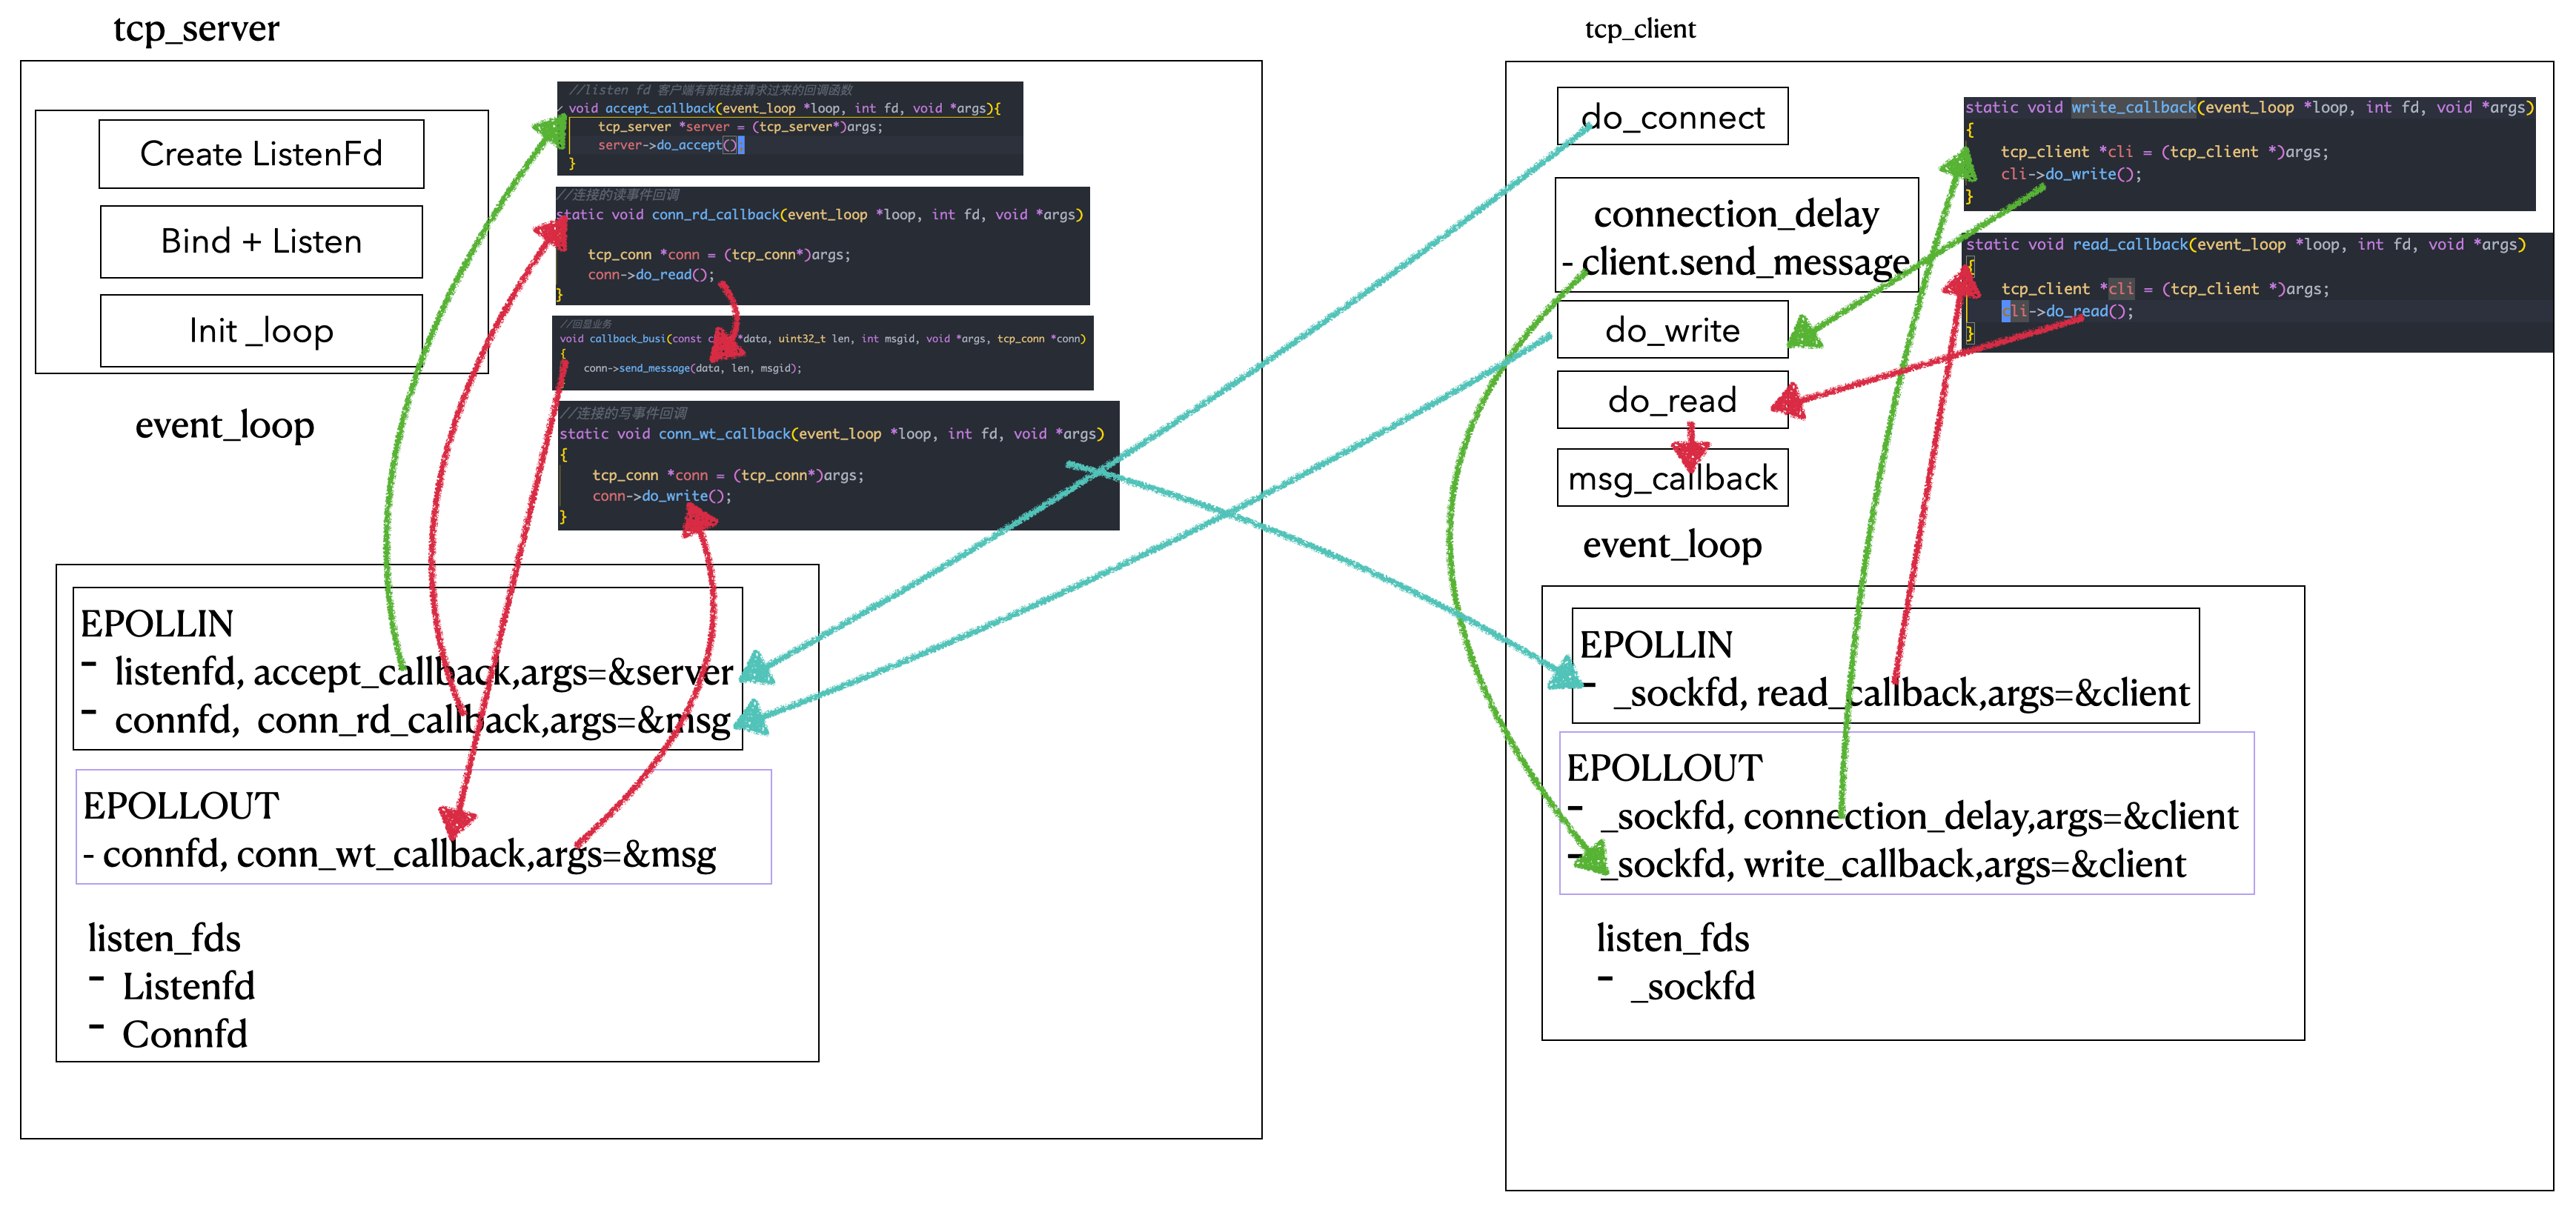 tcp_server
Create ListenFd
Bind + Listen
Init _loop
event_loop
//listen fd 客户端有新链接请求过来的回调函数
void accept_callback(event_loop *loop, int fd, void *args){
tcp_server *server = (tcp_server*)args;
server->do_accept()
}
//连接的读事件回调
static void conn_rd_callback(event_loop *loop, int fd, void *args)
tcp_conn *conn = (tcp_conn*)args;
conn->do_read();
}
//回显业务
void callback_busi(const *data, uint32_t len, int msgid, void *args, tcp_conn *conn)
{
conn->send_message(data, len, msgid);
//连接的写事件回调
static void conn_wt_callback(event_loop *loop, int fd, void *args)
{
tcp_conn *conn = (tcp_conn*)args;
conn->do_write();
}
EPOLLIN
- listenfd, accept_callback,args=&server
- connfd, conn_rd_callback,args=&msg
EPOLLOUT
- connfd, conn_wt_callback,args=&msg
listen_fds
- Listenfd
- Connfd
tcp_client
do_connect
connection_delay
- client.send_message
do_write
do_read
msg_callback
event_loop
static void write_callback(event_loop *loop, int fd, void *args)
{
tcp_client *cli = (tcp_client *)args;
cli->do_write();
}
static void read_callback(event_loop *loop, int fd, void *args)
{
tcp_client *cli = (tcp_client *)args;
cli->do_read();
}
EPOLLIN
- _sockfd, read_callback,args=&client
EPOLLOUT
- _sockfd, connection_delay,args=&client
- _sockfd, write_callback,args=&client
listen_fds
- _sockfd